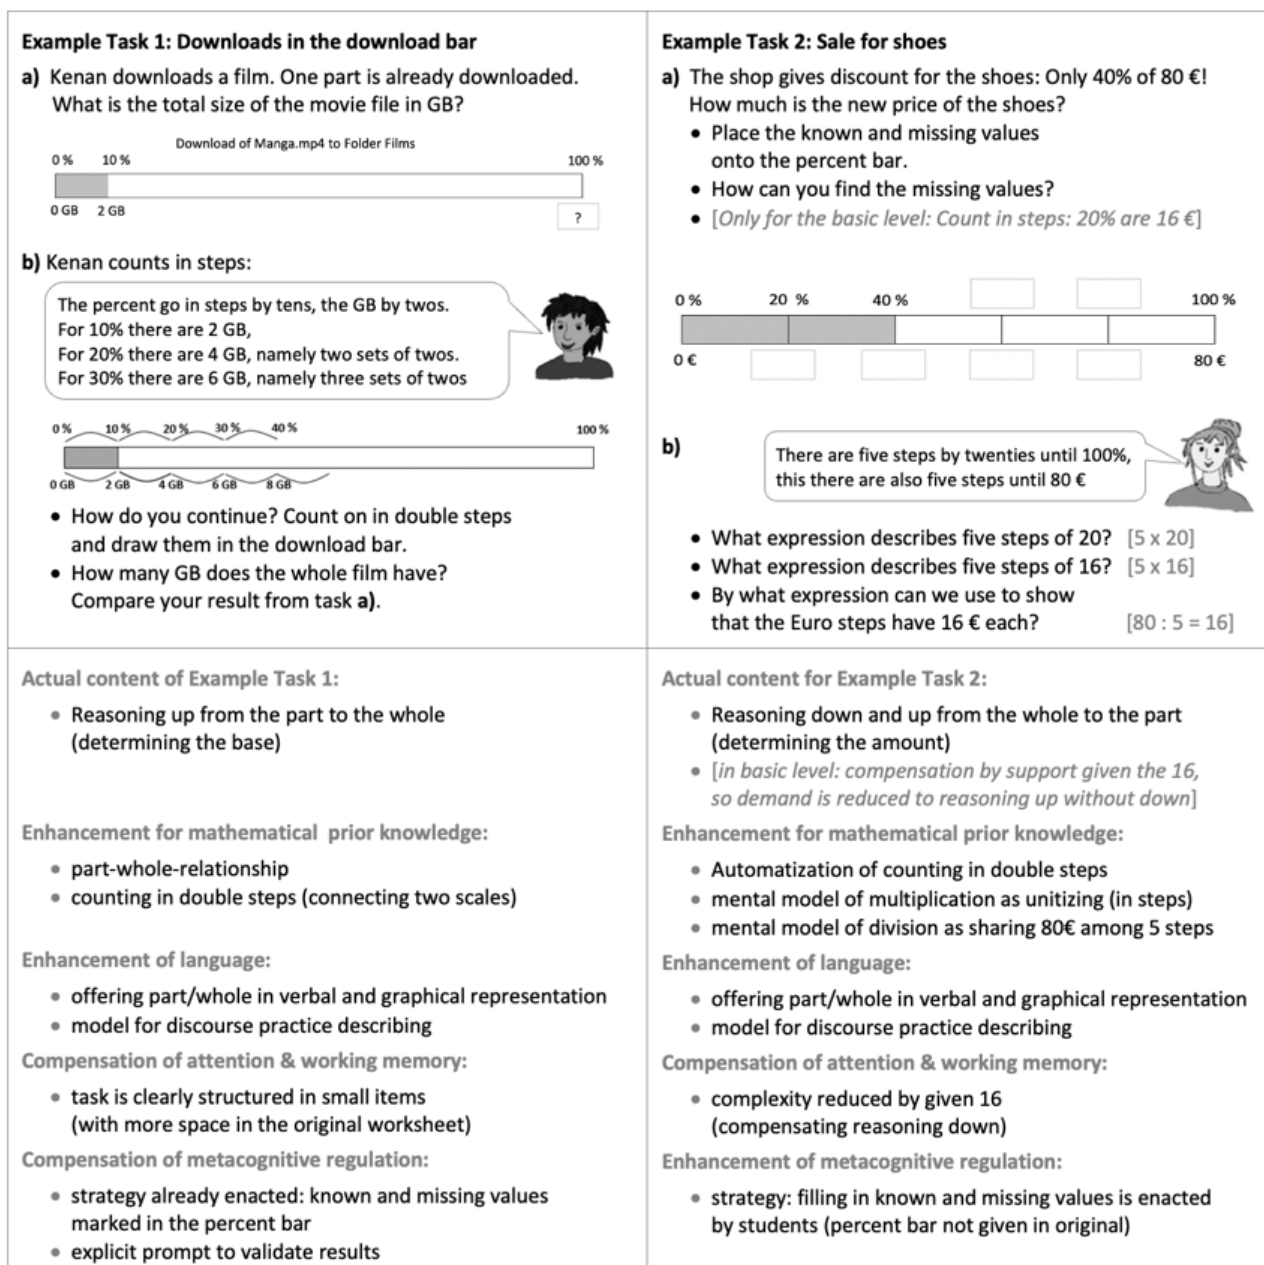 Example Task 1: Downloads in the download bar
a) Kenan downloads a film. One part is already downloaded.
What is the total size of the movie file in GB?
Download of Manga.mp4 to Folder Films
0 % 10 % 100 %
0 GB 2 GB ?
b) Kenan counts in steps:
The percent go in steps by tens, the GB by twos.
For 10% there are 2 GB,
For 20% there are 4 GB, namely two sets of twos.
For 30% there are 6 GB, namely three sets of twos
0 % 10 % 20 % 30 % 40 % 100 %
0 GB 2 GB 4 GB 6 GB 8 GB
• How do you continue? Count on in double steps
and draw them in the download bar.
• How many GB does the whole film have?
Compare your result from task a).
Example Task 2: Sale for shoes
a) The shop gives discount for the shoes: Only 40% of 80 €!
How much is the new price of the shoes?
• Place the known and missing values
onto the percent bar.
• How can you find the missing values?
• [Only for the basic level: Count in steps: 20% are 16 €]
0 % 20 % 40 % 100 %
0 € 80 €
b)
There are five steps by twenties until 100%,
this there are also five steps until 80 €
• What expression describes five steps of 20? [5 x 20]
• What expression describes five steps of 16? [5 x 16]
• By what expression can we use to show
that the Euro steps have 16 € each? [80 : 5 = 16]
Actual content of Example Task 1:
• Reasoning up from the part to the whole
(determining the base)
Enhancement for mathematical prior knowledge:
• part-whole-relationship
• counting in double steps (connecting two scales)
Enhancement of language:
• offering part/whole in verbal and graphical representation
• model for discourse practice describing
Compensation of attention & working memory:
• task is clearly structured in small items
(with more space in the original worksheet)
Compensation of metacognitive regulation:
• strategy already enacted: known and missing values
marked in the percent bar
• explicit prompt to validate results
Actual content for Example Task 2:
• Reasoning down and up from the whole to the part
(determining the amount)
• [in basic level: compensation by support given the 16,
so demand is reduced to reasoning up without down]
Enhancement for mathematical prior knowledge:
• Automatization of counting in double steps
• mental model of multiplication as unitizing (in steps)
• mental model of division as sharing 80€ among 5 steps
Enhancement of language:
• offering part/whole in verbal and graphical representation
• model for discourse practice describing
Compensation of attention & working memory:
• complexity reduced by given 16
(compensating reasoning down)
Enhancement of metacognitive regulation:
• strategy: filling in known and missing values is enacted
by students (percent bar not given in original)